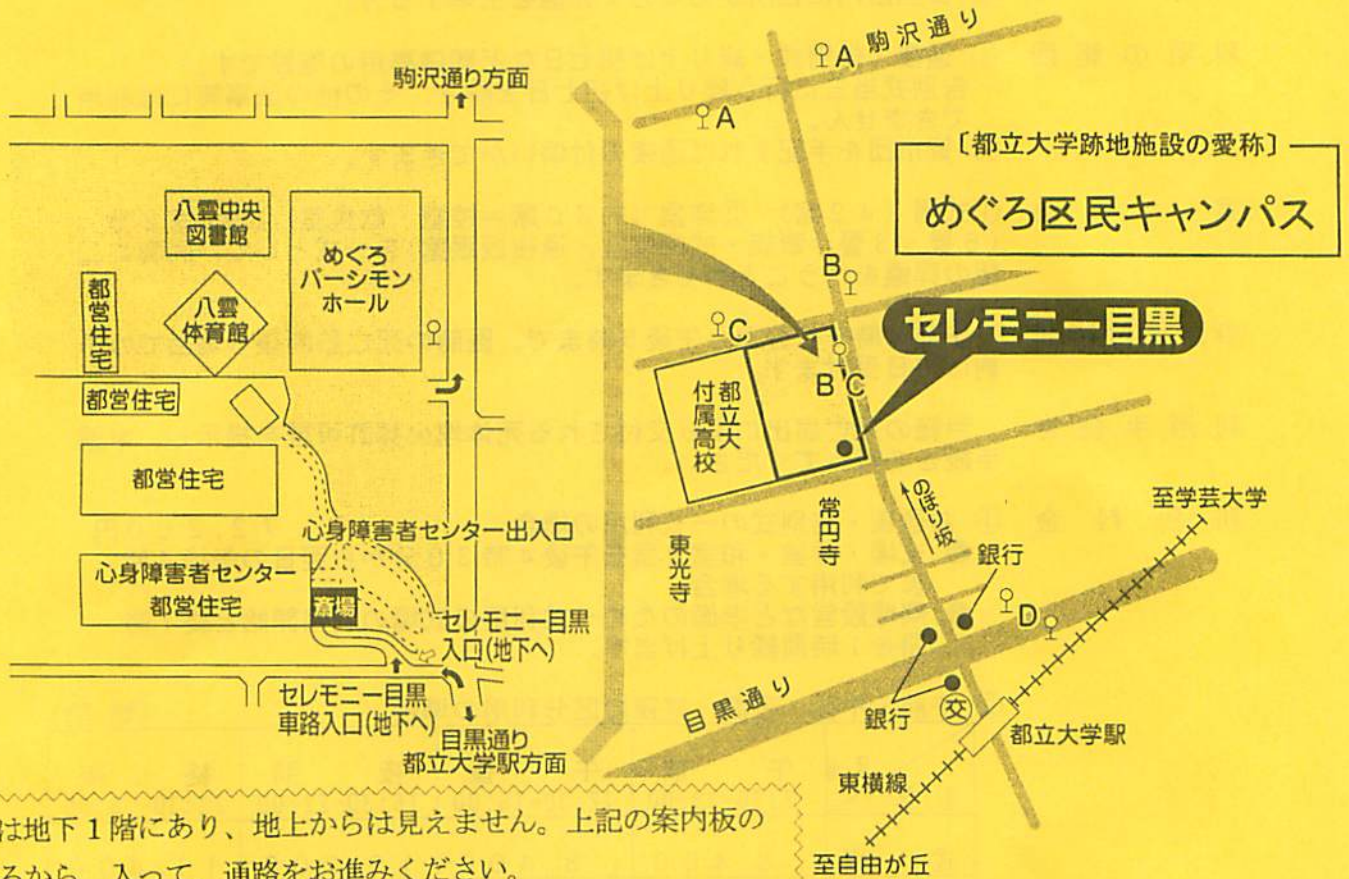 駒沢通り方面
八雲中央
図書館
めぐろ
パーシモン
ホール
都営住宅
八雲
体育館
都営住宅
都営住宅
心身障害者センター出入口
心身障害者センター
都営住宅
斎場
セレモニー目黒
入口(地下へ)
セレモニー目黒
車路入口(地下へ)
目黒通り
都立大学駅方面
A
駒沢通り
A
〔都立大学跡地施設の愛称〕
めぐろ区民キャンパス
B
C
セレモニー目黒
B C
都立大
付属高校
のぼり坂
至学芸大学
常円寺
東光寺
銀行
D
目黒通り
銀行
交
都立大学駅
東横線
至自由が丘
は地下1階にあり、地上からは見えません。上記の案内板の
ろから、入って、通路をお進みください。